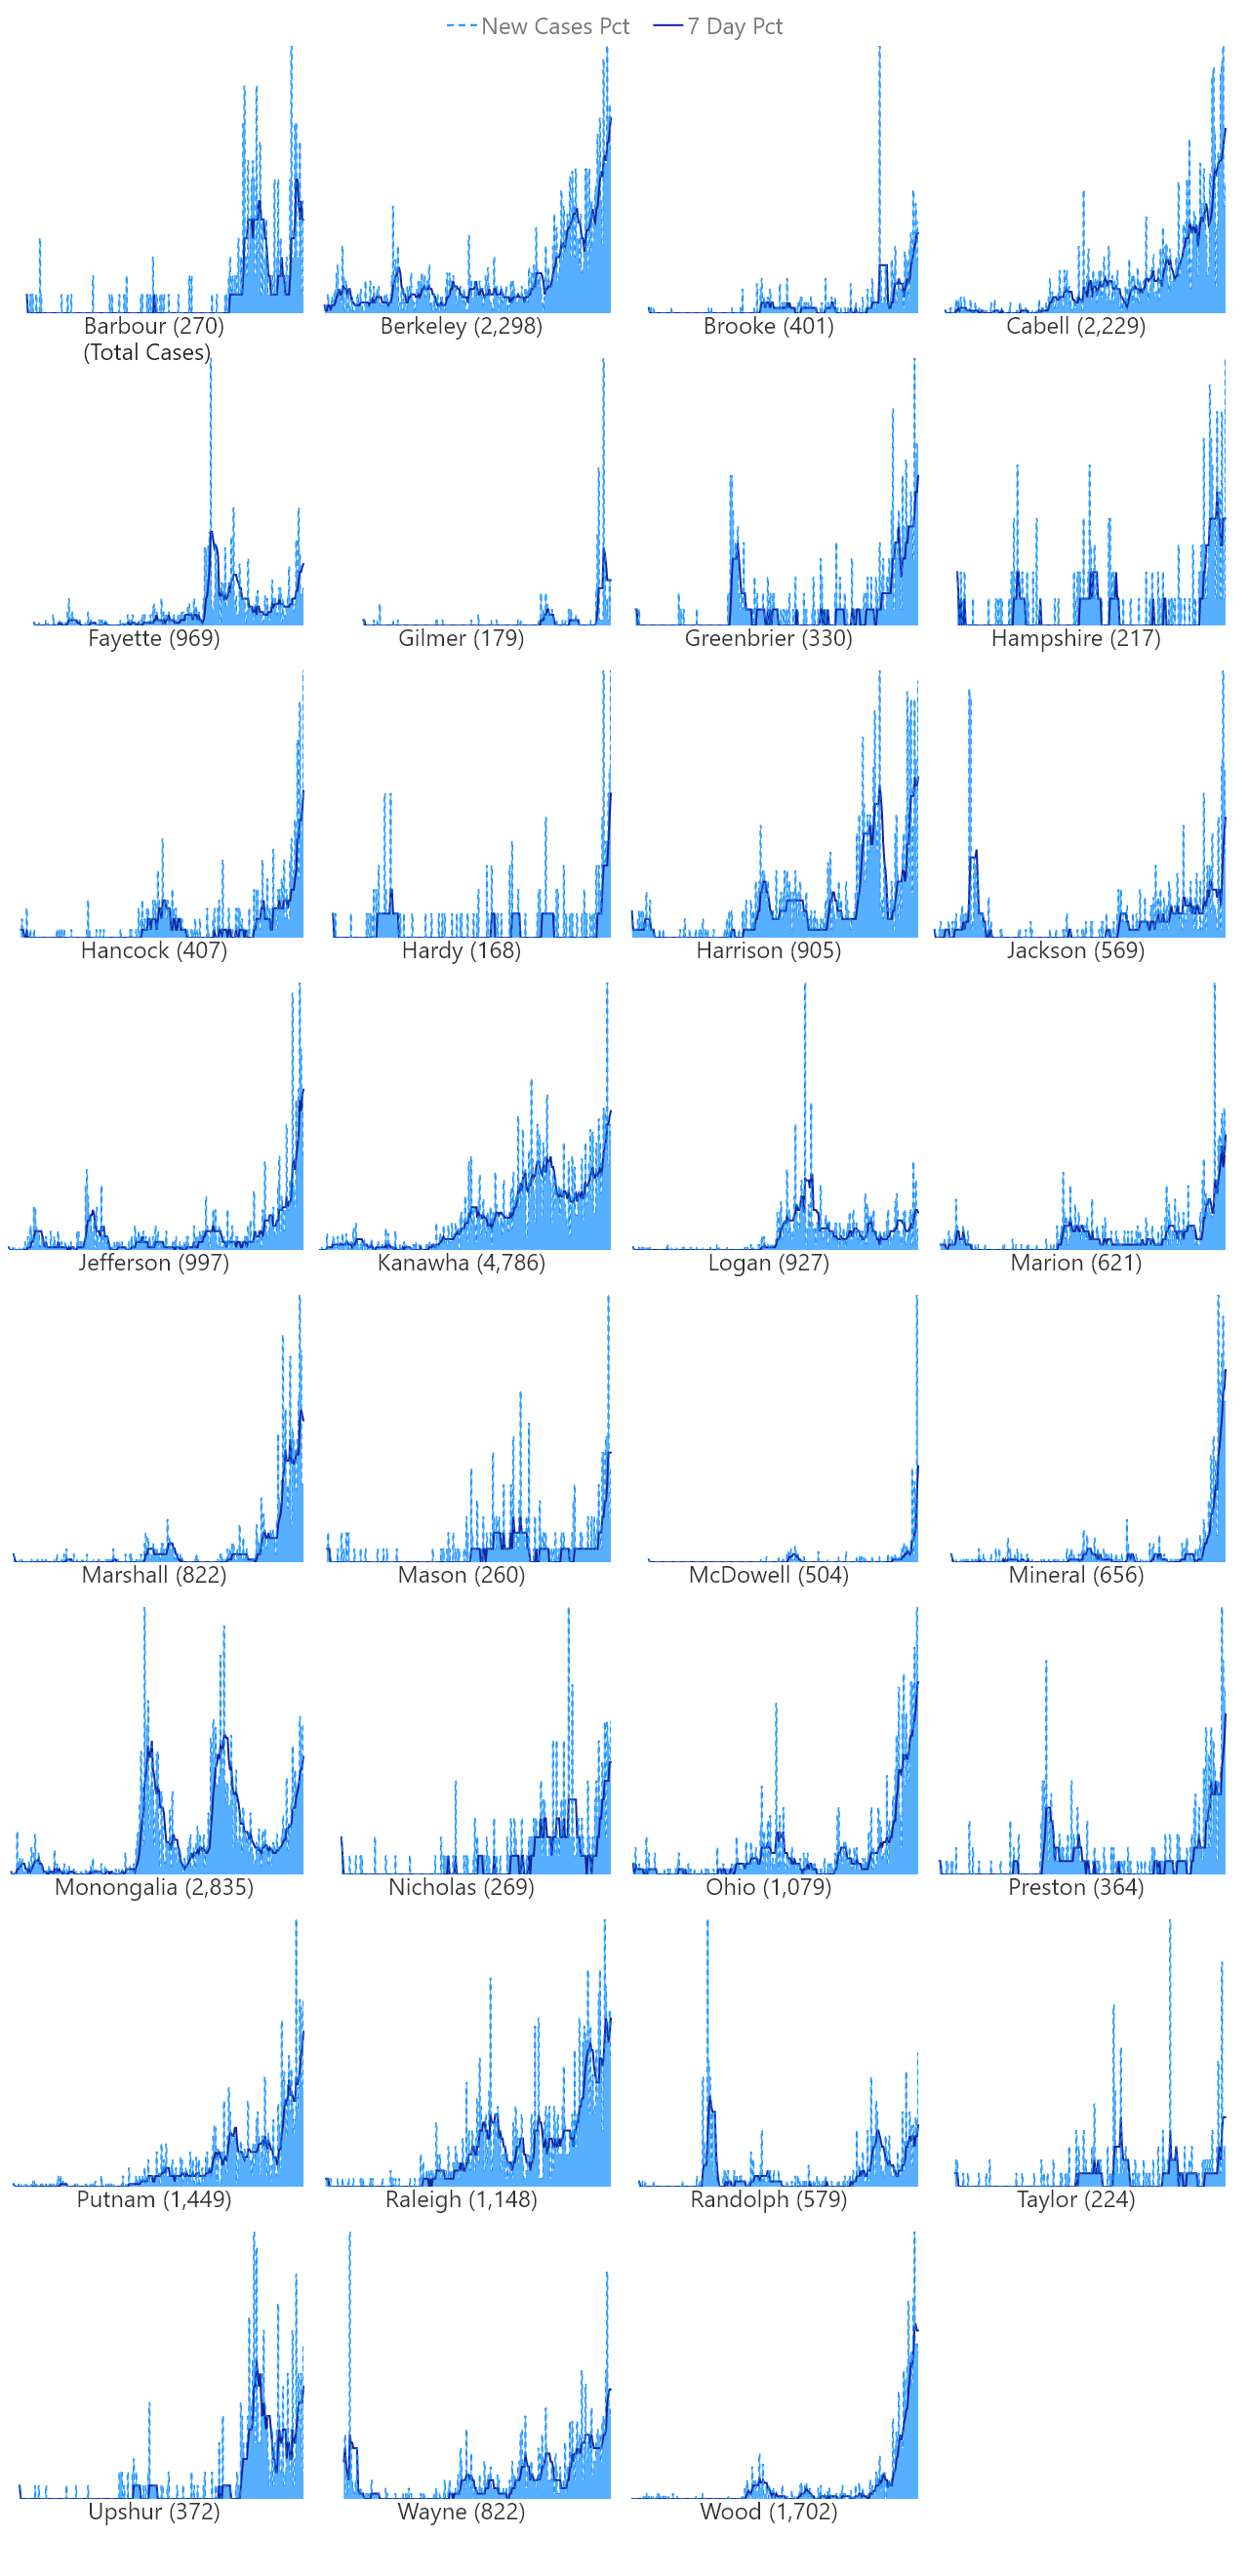 New Cases Pct 7 Day Pct
Barbour (270) Berkeley (2,298) Brooke (401) Cabell (2,229)
(Total Cases)
Fayette (969) Gilmer (179) Greenbrier (330) Hampshire (217)
Hancock (407) Hardy (168) Harrison (905) Jackson (569)
Jefferson (997) Kanawha (4,786) Logan (927) Marion (621)
Marshall (822) Mason (260) McDowell (504) Mineral (656)
Monongalia (2,835) Nicholas (269) Ohio (1,079) Preston (364)
Putnam (1,449) Raleigh (1,148) Randolph (579) Taylor (224)
Upshur (372) Wayne (822) Wood (1,702)